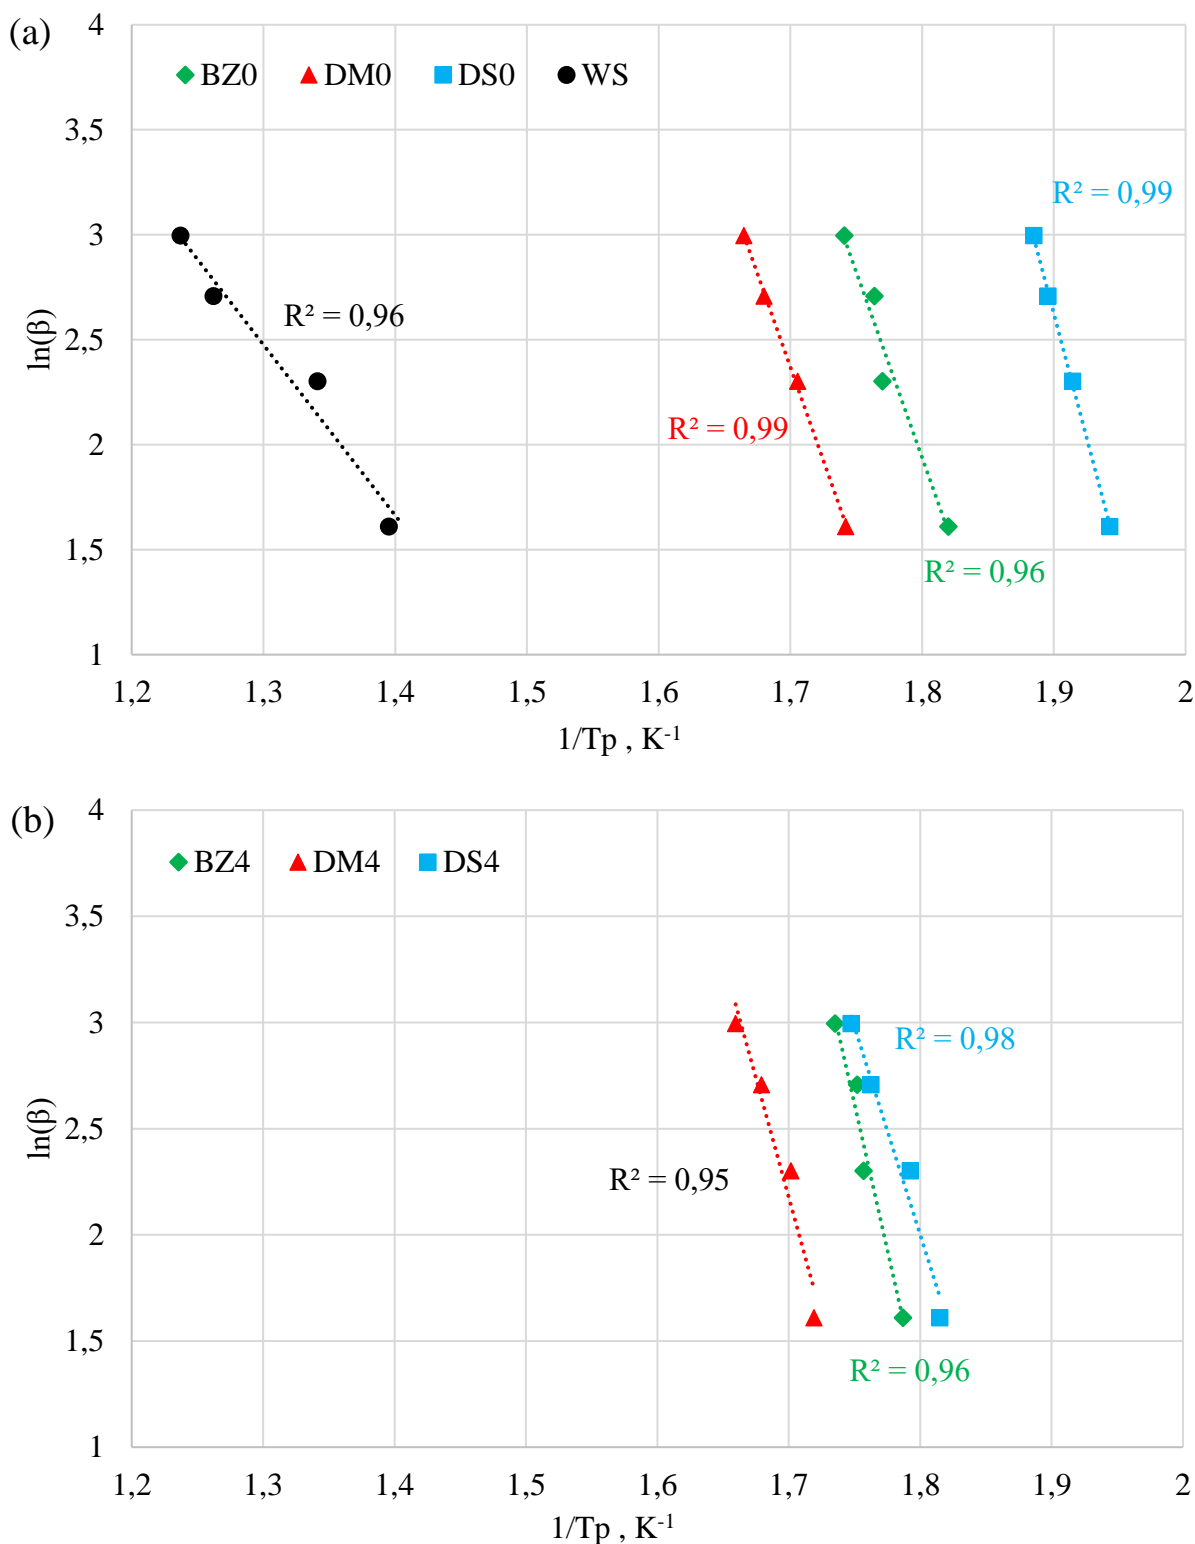 (a)
4
BZ0 DM0 DS0 WS
3,5
R² = 0,99
3
R² = 0,96
ln(β)
2,5
R² = 0,99
2
R² = 0,96
1,5
1
1,2 1,3 1,4 1,5 1,6 1,7 1,8 1,9 2
1/Tp , K⁻¹
(b)
4
BZ4 DM4 DS4
3,5
3
R² = 0,98
ln(β)
2,5
R² = 0,95
2
1,5
R² = 0,96
1
1,2 1,3 1,4 1,5 1,6 1,7 1,8 1,9 2
1/Tp , K⁻¹